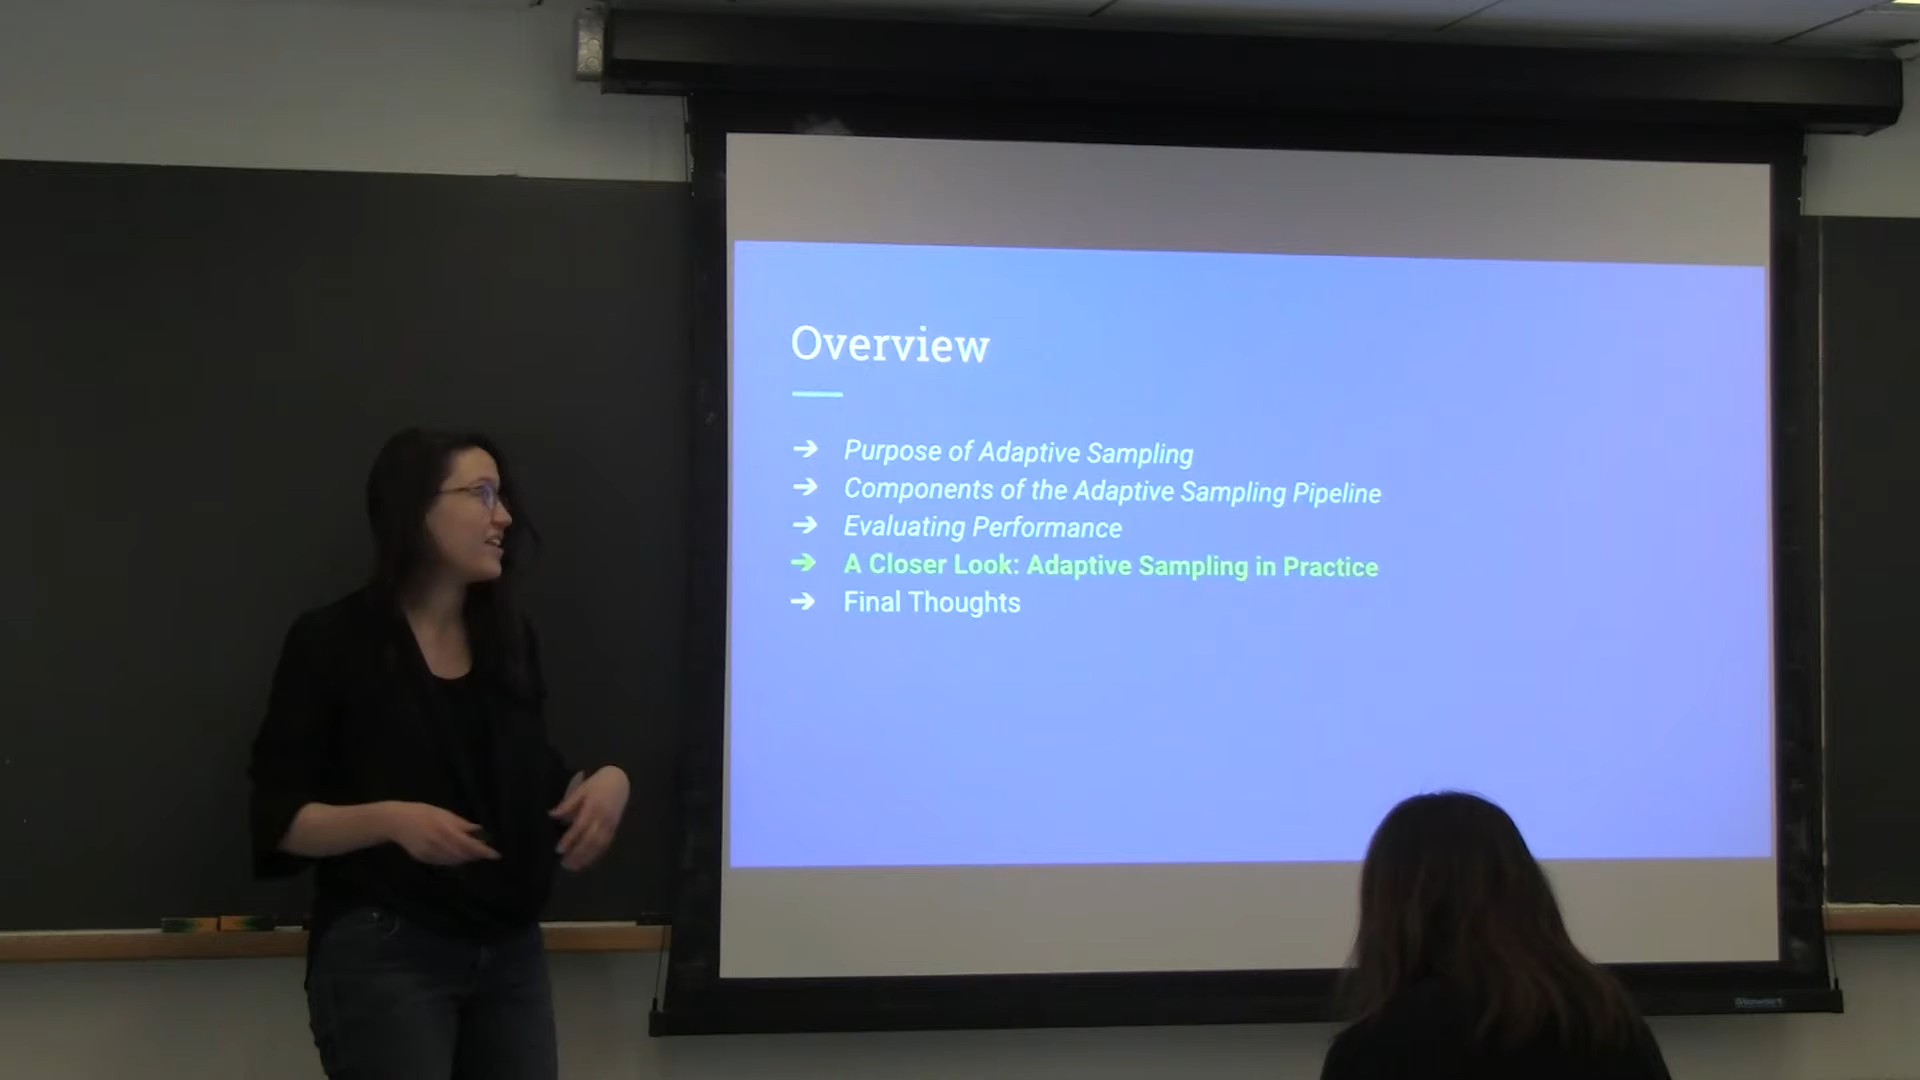 Overview
➔ Purpose of Adaptive Sampling
➔ Components of the Adaptive Sampling Pipeline
➔ Evaluating Performance
➔ A Closer Look: Adaptive Sampling in Practice
➔ Final Thoughts
Stewart